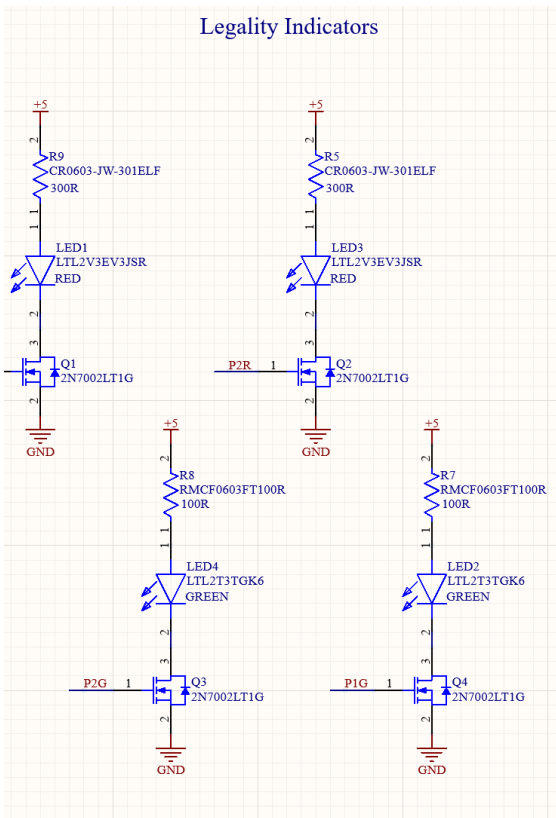 Legality Indicators
+5
2
R9
CR0603-JW-301ELF
300R
1
1
LED1
LTL2V3EV3JSR
RED
2
3
Q1
2N7002LT1G
2
GND
+5
2
R5
CR0603-JW-301ELF
300R
1
1
LED3
LTL2V3EV3JSR
RED
2
3
P2R
1
Q2
2N7002LT1G
2
GND
+5
2
R8
RMCF0603FT100R
100R
1
1
LED4
LTL2T3TGK6
GREEN
2
3
P2G
1
Q3
2N7002LT1G
2
GND
+5
2
R7
RMCF0603FT100R
100R
1
1
LED2
LTL2T3TGK6
GREEN
2
3
P1G
1
Q4
2N7002LT1G
2
GND